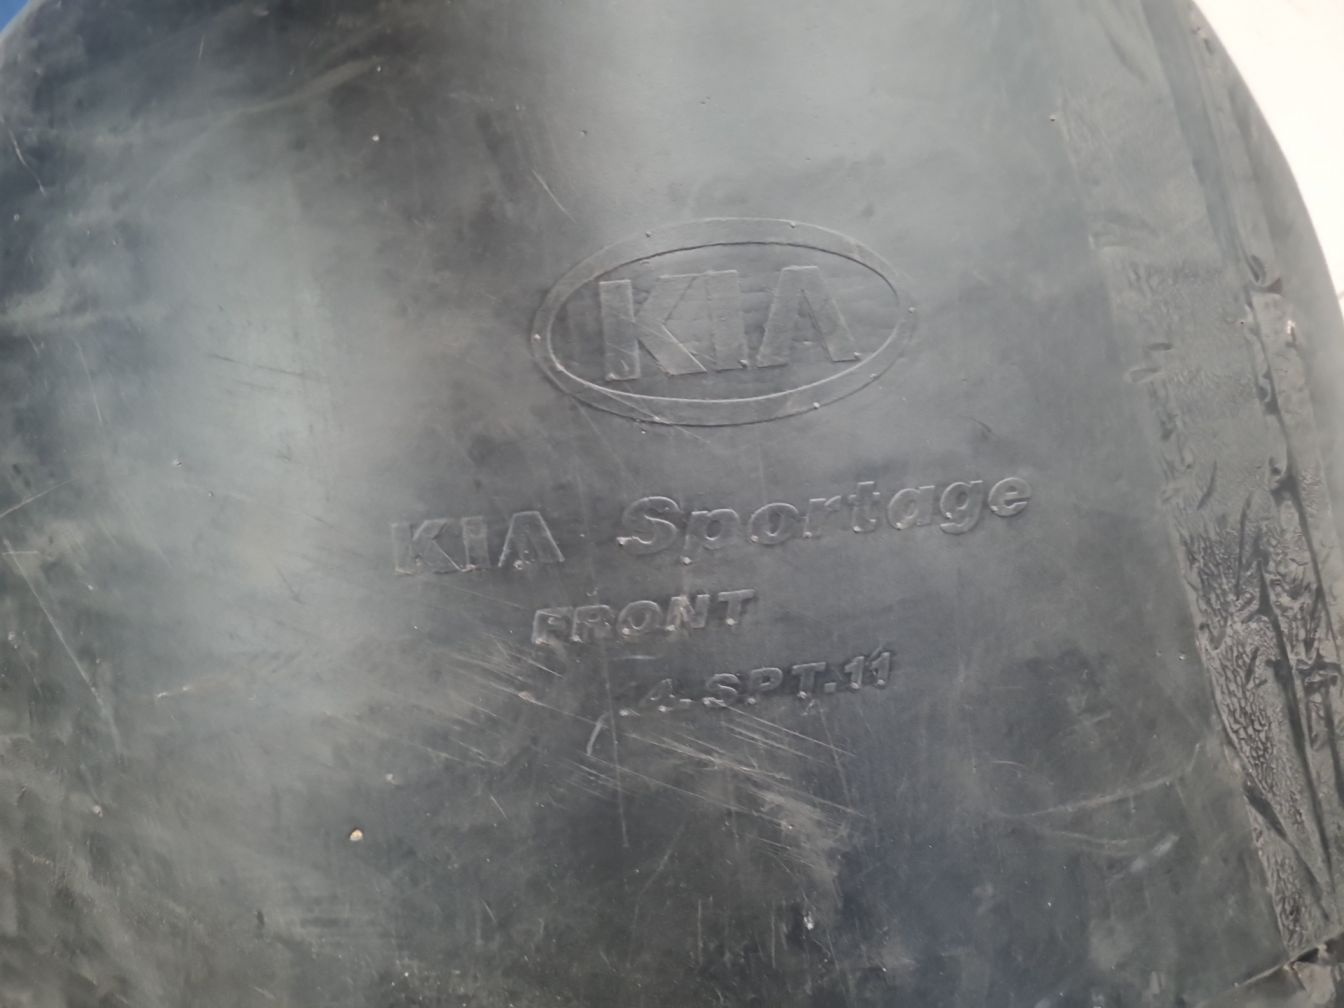 KIA
KIA Sportage
FRONT
.4.SPT.11